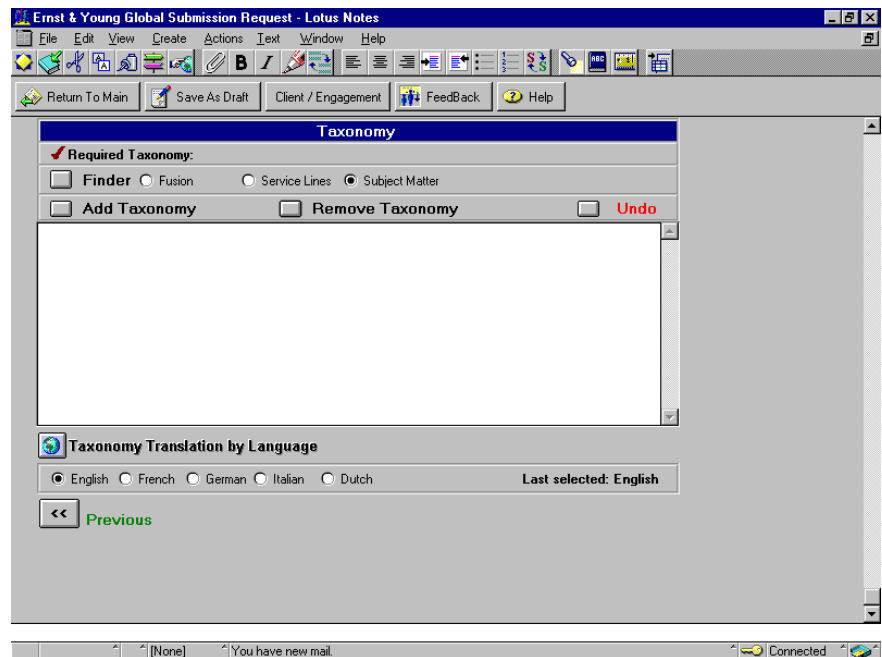 Ernst & Young Global Submission Request - Lotus Notes
File Edit View Create Actions Text Window Help
Return To Main Save As Draft Client / Engagement FeedBack Help
Taxonomy
Required Taxonomy:
Finder Fusion Service Lines Subject Matter
Add Taxonomy Remove Taxonomy Undo
Taxonomy Translation by Language
English French German Italian Dutch Last selected: English
<< Previous
[None] You have new mail. Connected